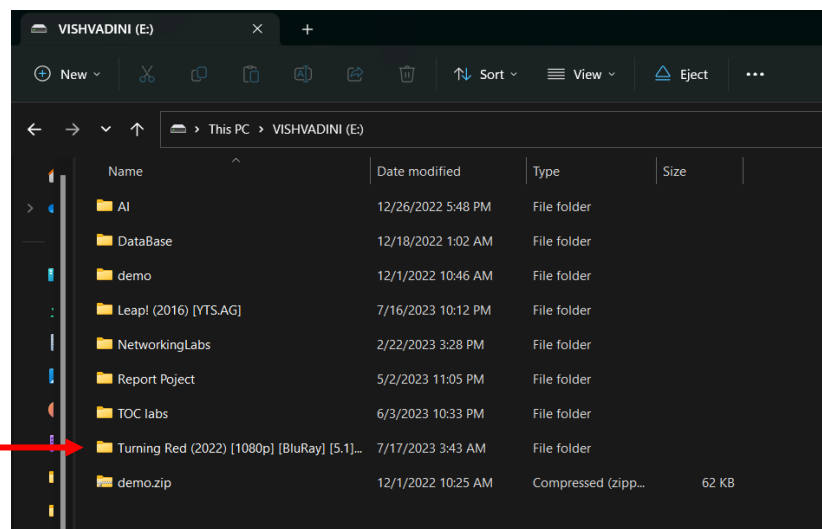 VISHVADINI (E:)
New Sort View Eject
This PC > VISHVADINI (E:)
Name Date modified Type Size
AI 12/26/2022 5:48 PM File folder
DataBase 12/18/2022 1:02 AM File folder
demo 12/1/2022 10:46 AM File folder
Leap! (2016) [YTS.AG] 7/16/2023 10:12 PM File folder
NetworkingLabs 2/22/2023 3:28 PM File folder
Report Poject 5/2/2023 11:05 PM File folder
TOC labs 6/3/2023 10:33 PM File folder
Turning Red (2022) [1080p] [BluRay] [5.1]... 7/17/2023 3:43 AM File folder
demo.zip 12/1/2022 10:25 AM Compressed (zipp... 62 KB